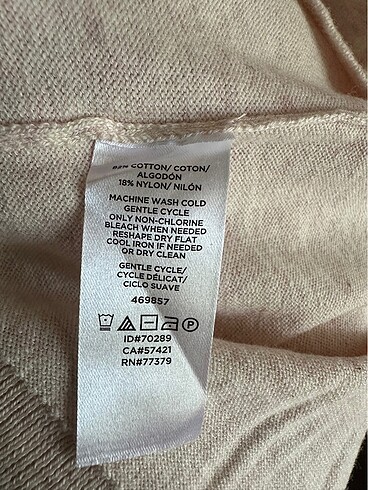 82% COTTON/ COTON/
ALGODÓN
18% NYLON/ NILÓN
MACHINE WASH COLD
GENTLE CYCLE
ONLY NON-CHLORINE
BLEACH WHEN NEEDED
RESHAPE DRY FLAT
COOL IRON IF NEEDED
OR DRY CLEAN
GENTLE CYCLE/
CYCLE DÉLICAT/
CICLO SUAVE
469857
P
ID#70289
CA#57421
RN#77379